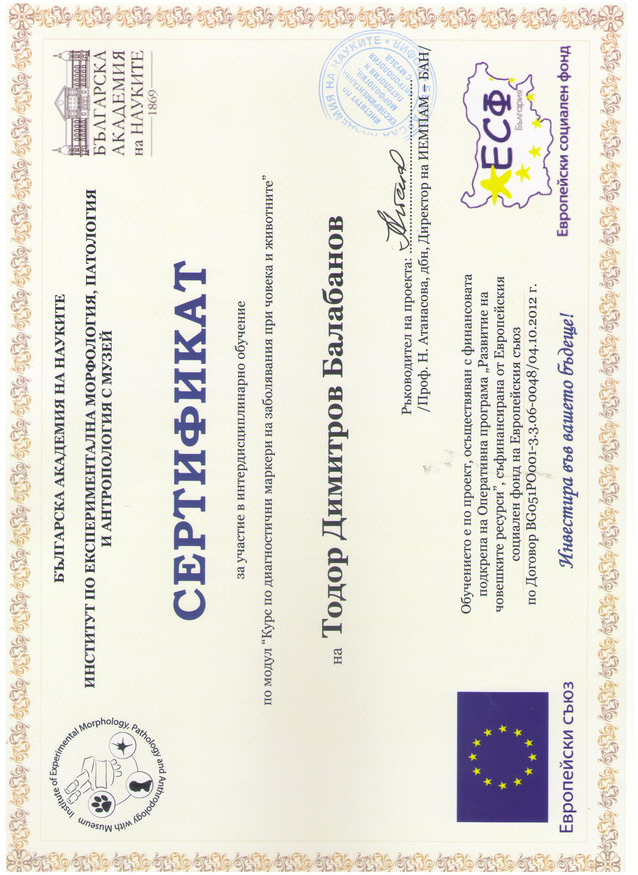 БЪЛГАРСКА АКАДЕМИЯ НА НАУКИТЕ
ИНСТИТУТ ПО ЕКСПЕРИМЕНТАЛНА МОРФОЛОГИЯ, ПАТОЛОГИЯ
И АНТРОПОЛОГИЯ С МУЗЕЙ
Institute of Experimental Morphology, Pathology and Anthropology with Museum
БЪЛГАРСКА
АКАДЕМИЯ
на НАУКИТЕ
1869
СЕРТИФИКАТ
за участие в интердисциплинарно обучение
по модул “Курс по диагностични маркери на заболявания при човека и животните”
на Тодор Димитров Балабанов
Ръководител на проекта:
/Проф. Н. Атанасова, дбн, Директор на ИЕМПАМ – БАН/
Обучението е по проект, осъществяван с финансовата
подкрепа на Оперативна програма „Развитие на
човешките ресурси”, съфинансирана от Европейския
социален фонд на Европейския съюз
по Договор BG051PO001-3.3.06-0048/04.10.2012 г.
Европейски съюз
Инвестира във вашето бъдеще!
ЕСФ
България
Европейски социален фонд